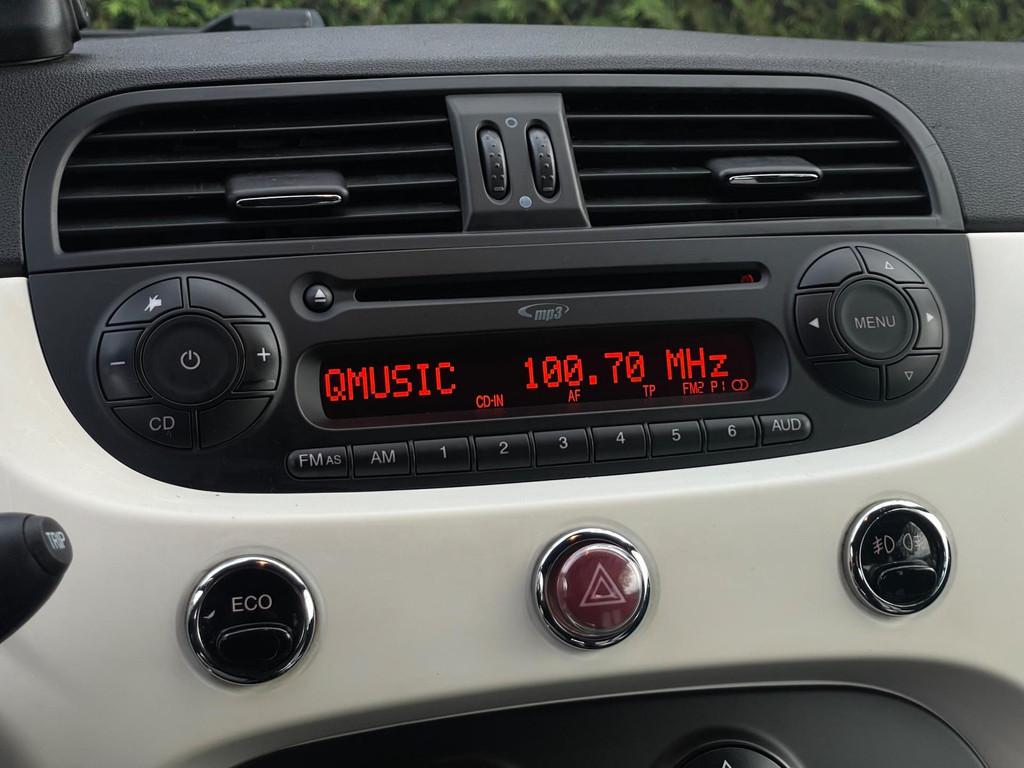 mp3
QMUSIC 100.70 MHz
CD-IN AF TP FM2 P1
MENU
CD
FM AS AM 1 2 3 4 5 6 AUD
TRIP
ECO